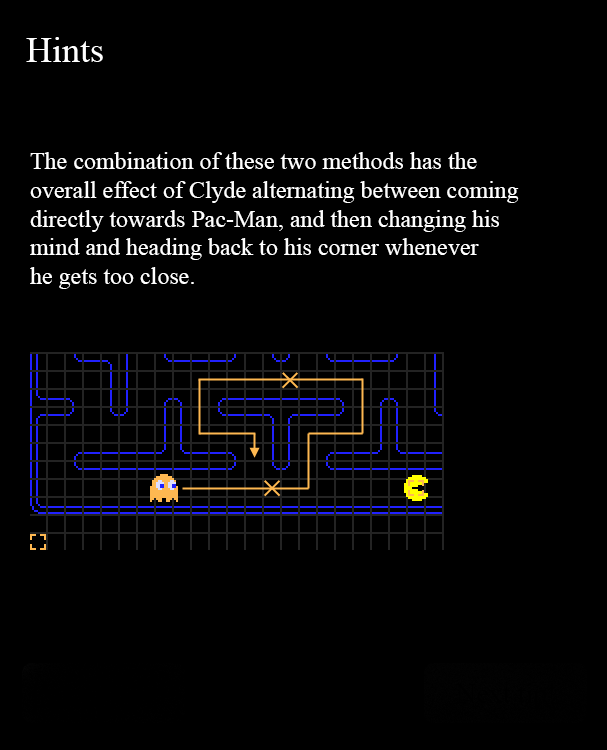 Hints
The combination of these two methods has the
overall effect of Clyde alternating between coming
directly towards Pac-Man, and then changing his
mind and heading back to his corner whenever
he gets too close.